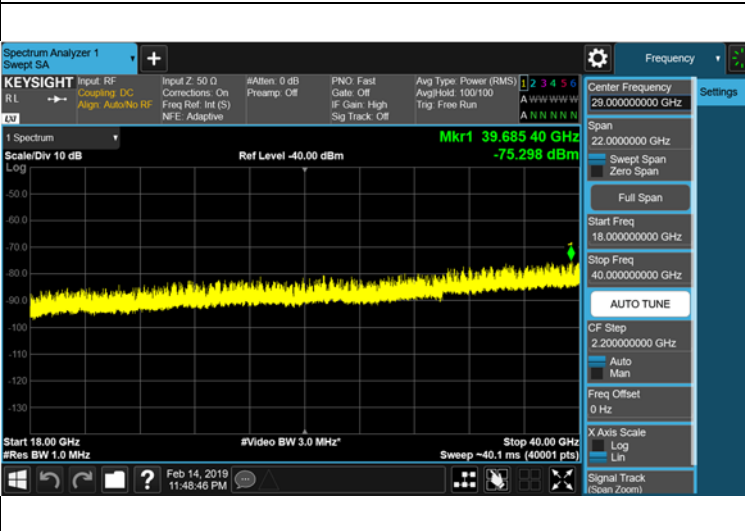 Spectrum Analyzer 1
Swept SA
Frequency
KEYSIGHT
Input: RF
Input Z: 50 Ω
#Atten: 0 dB
PNO: Fast
Avg Type: Power (RMS)
1 2 3 4 5 6
R L
Coupling: DC
Corrections: On
Preamp: Off
Gate: Off
Avg|Hold: 100/100
A W W W W W
Align: Auto/No RF
Freq Ref: Int (S)
IF Gain: High
Trig: Free Run
LXI
NFE: Adaptive
Sig Track: Off
A N N N N N
1 Spectrum
Mkr1 39.685 40 GHz
Scale/Div 10 dB
Ref Level -40.00 dBm
-75.298 dBm
Log
-50.0
-60.0
-70.0
-80.0
-90.0
-100
-110
-120
-130
Start 18.00 GHz
#Video BW 3.0 MHz*
Stop 40.00 GHz
#Res BW 1.0 MHz
Sweep ~40.1 ms (40001 pts)
Feb 14, 2019
11:48:46 PM
Center Frequency
29.000000000 GHz
Settings
Span
22.0000000 GHz
Swept Span
Zero Span
Full Span
Start Freq
18.000000000 GHz
Stop Freq
40.000000000 GHz
AUTO TUNE
CF Step
2.200000000 GHz
Auto
Man
Freq Offset
0 Hz
X Axis Scale
Log
Lin
Signal Track
(Span Zoom)